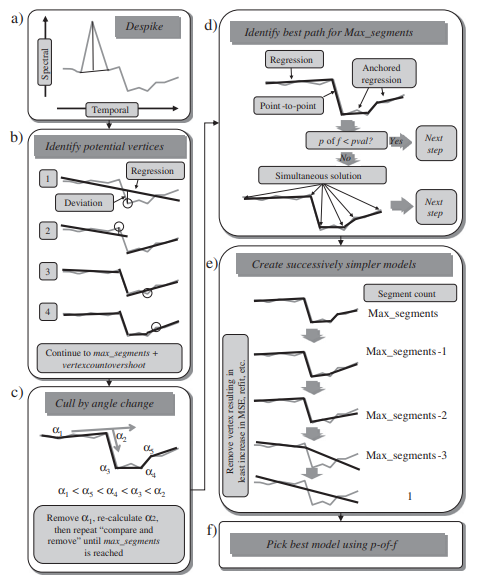 a)
Despike
Spectral
Temporal
b)
Identify potential vertices
1
Regression
Deviation
2
3
4
Continue to max_segments +
vertexcountovershoot
c)
Cull by angle change
α1
α2
α3
α4
α5
α1 < α5 < α4 < α3 < α2
Remove α1, re-calculate α2,
then repeat “compare and
remove” until max_segments
is reached
d)
Identify best path for Max_segments
Regression
Anchored
regression
Point -to-point
p of f < pval?
Yes
Next
step
No
Simultaneous solution
Next
step
e)
Create successively simpler models
Segment count
Max_segments
Max_segments -1
Max_segments -2
Max_segments -3
1
Remove vertex resulting in
least increase in MSE, refit, etc.
f)
Pick best model using p-of-f